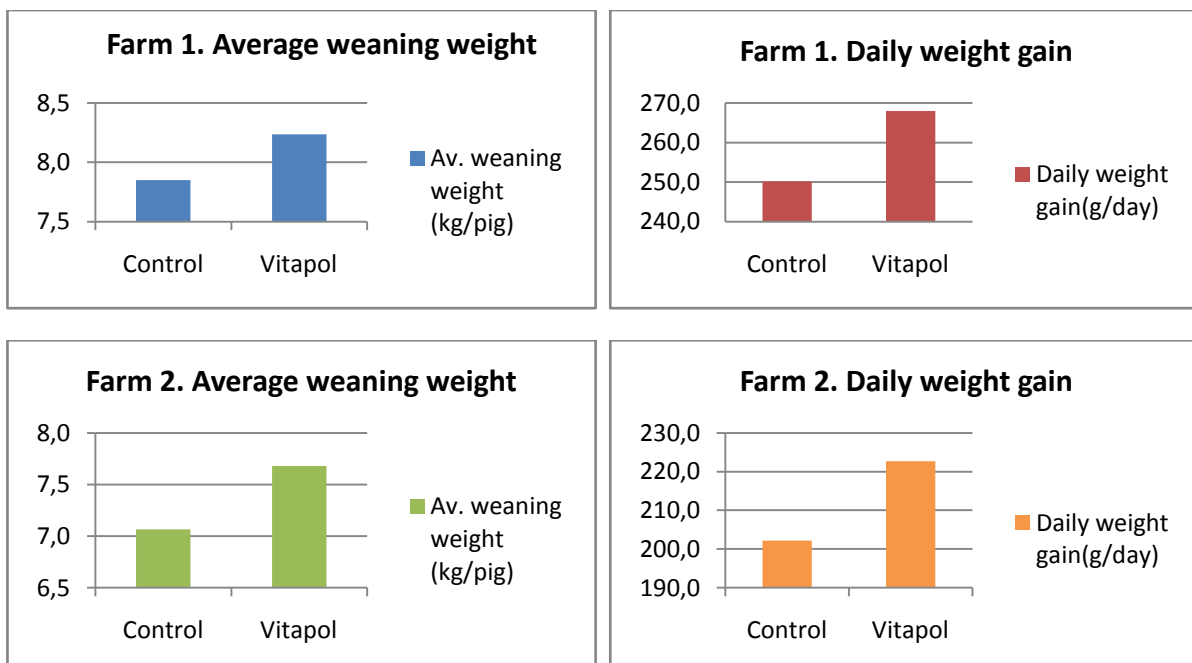 Farm 1. Average weaning weight
8,5
8,0
7,5
Control Vitapol
Av. weaning
weight
(kg/pig)
Farm 1. Daily weight gain
270,0
260,0
250,0
240,0
Control Vitapol
Daily weight
gain(g/day)
Farm 2. Average weaning weight
8,0
7,5
7,0
6,5
Control Vitapol
Av. weaning
weight
(kg/pig)
Farm 2. Daily weight gain
230,0
220,0
210,0
200,0
190,0
Control Vitapol
Daily weight
gain(g/day)